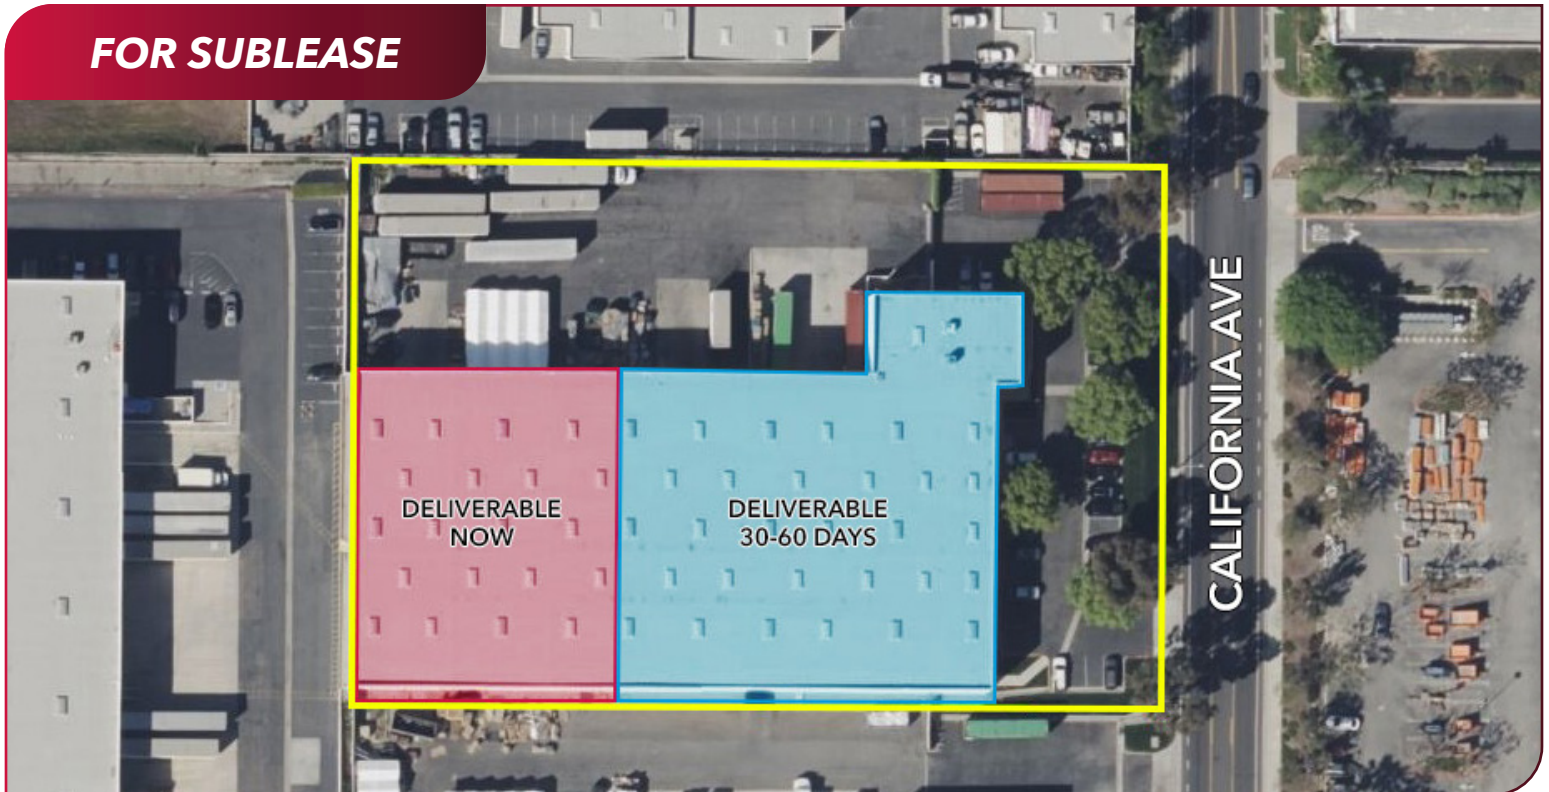 FOR SUBLEASE
DELIVERABLE
NOW
DELIVERABLE
30-60 DAYS
CALIFORNIA AVE